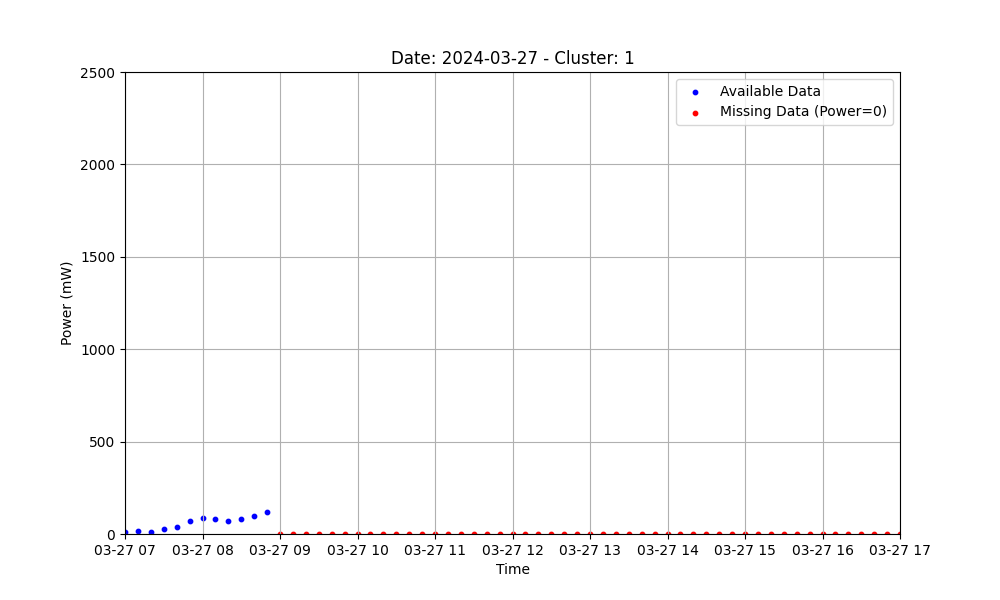 Date: 2024-03-27 - Cluster: 1
Available Data
Missing Data (Power=0)
2500
2000
1500
1000
500
0
Power (mW)
03-27 07 03-27 08 03-27 09 03-27 10 03-27 11 03-27 12 03-27 13 03-27 14 03-27 15 03-27 16 03-27 17
Time